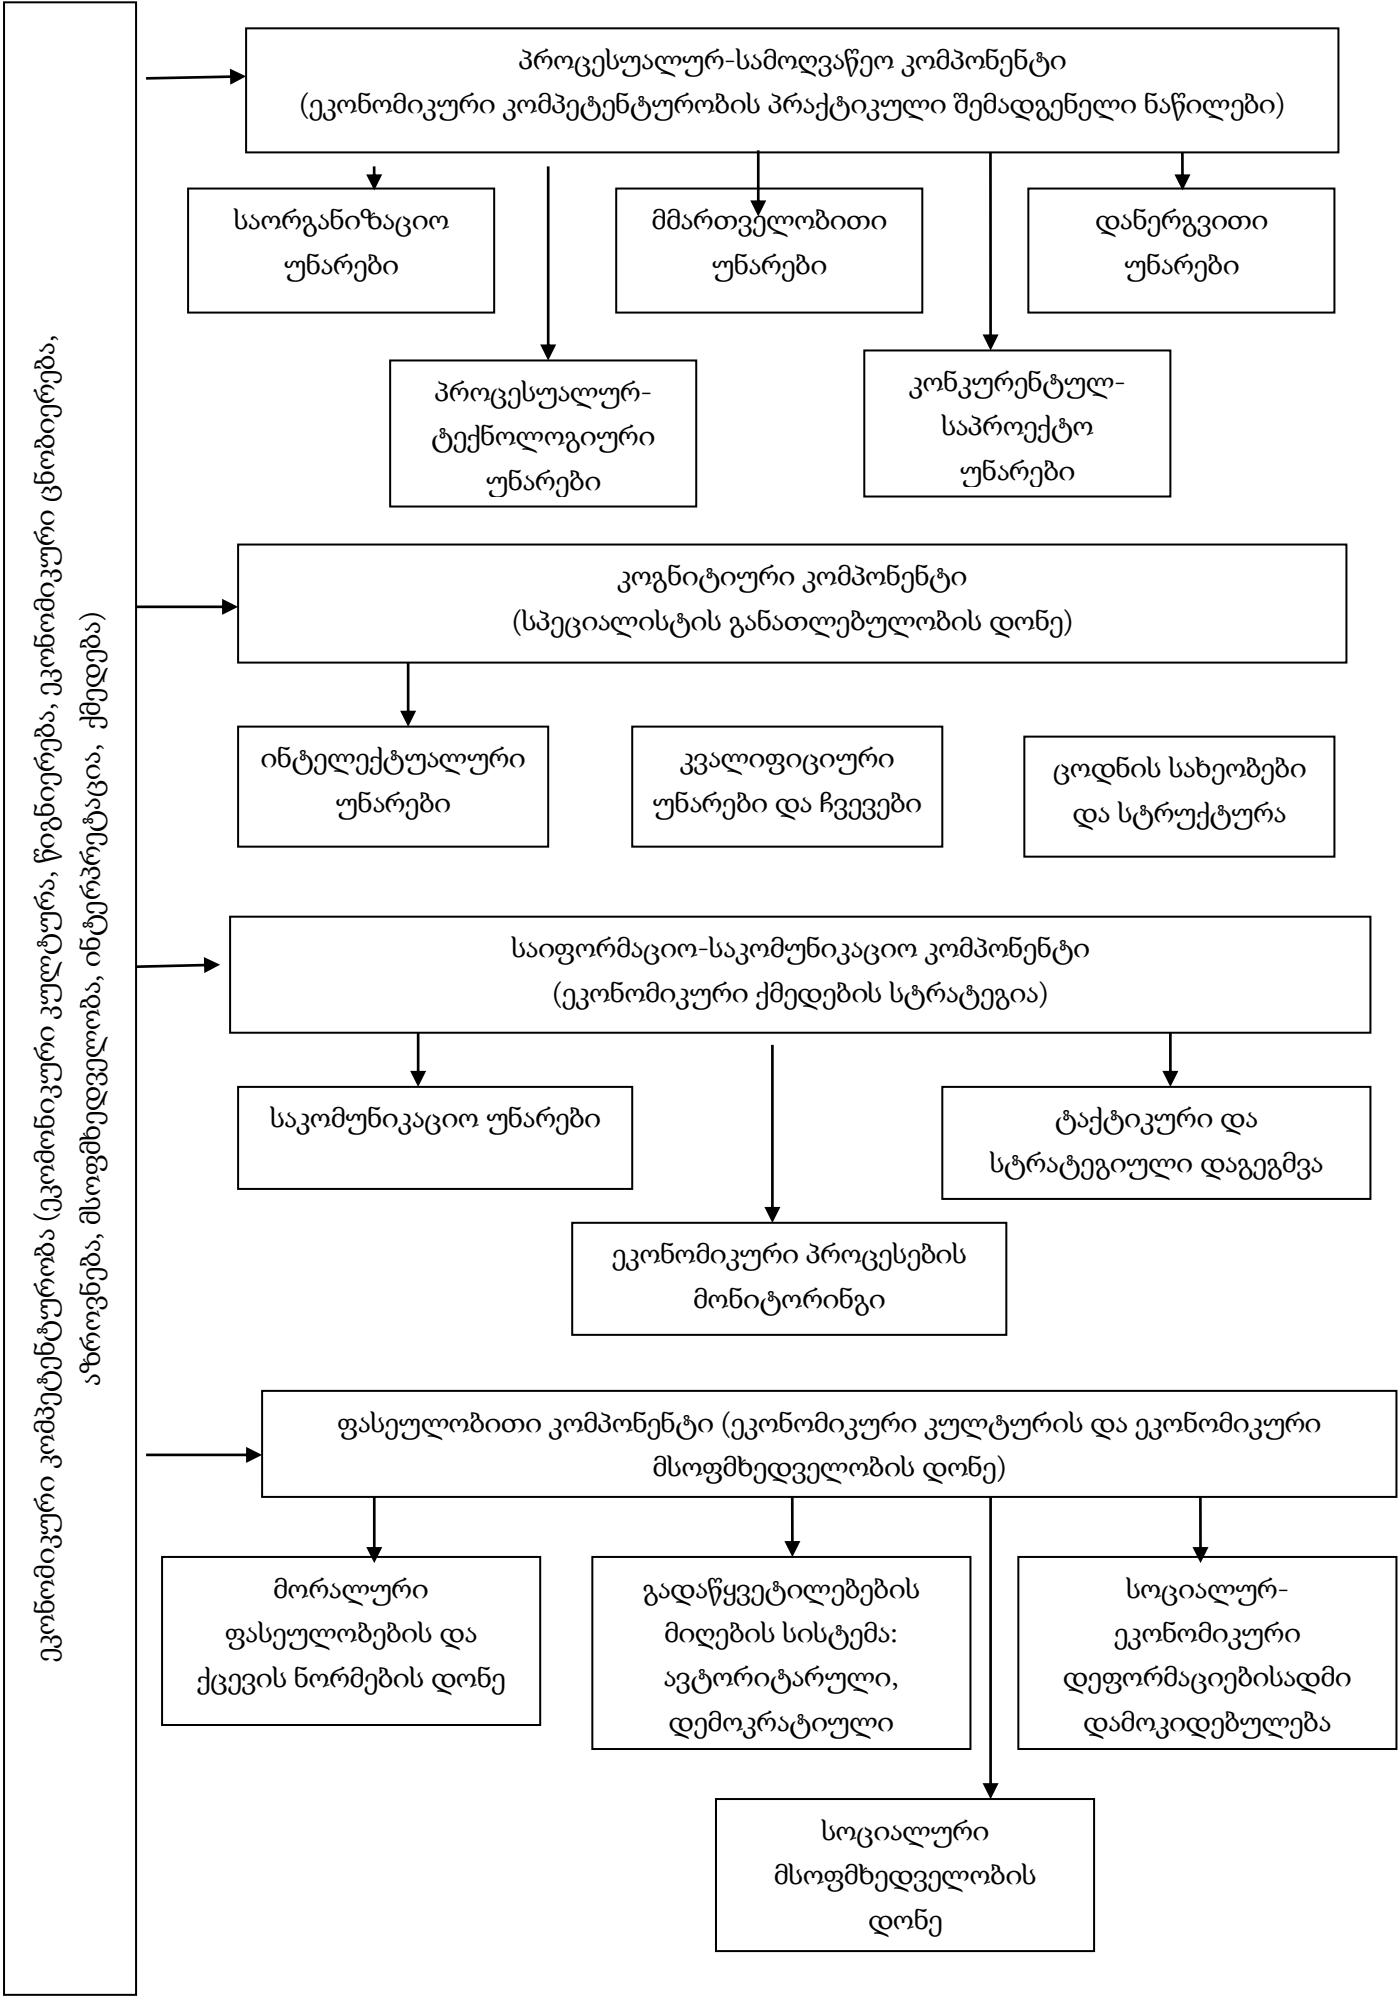 ეკონომიკური კომპეტენტურობა (ეკომონიკური კულტურა, წიგნიერება, ეკონომიკური ცნობიერება,
აზროვნება, მსოფმხედველობა, ინტერპრეტაცია, ქმედება)
პროცესუალურ-სამოღვაწეო კომპონენტი
(ეკონომიკური კომპეტენტურობის პრაქტიკული შემადგენელი ნაწილები)
საორგანიზაციო
უნარები
მმართველობითი
უნარები
დანერგვითი
უნარები
პროცესუალურ-
ტექნოლოგიური
უნარები
კონკურენტულ-
საპროექტო
უნარები
კოგნიტიური კომპონენტი
(სპეციალისტის განათლებულობის დონე)
ინტელექტუალური
უნარები
კვალიფიციური
უნარები და ჩვევები
ცოდნის სახეობები
და სტრუქტურა
საიფორმაციო-საკომუნიკაციო კომპონენტი
(ეკონომიკური ქმედების სტრატეგია)
საკომუნიკაციო უნარები
ტაქტიკური და
სტრატეგიული დაგეგმვა
ეკონომიკური პროცესების
მონიტორინგი
ფასეულობითი კომპონენტი (ეკონომიკური კულტურის და ეკონომიკური
მსოფმხედველობის დონე)
მორალური
ფასეულობების და
ქცევის ნორმების დონე
გადაწყვეტილებების
მიღების სისტემა:
ავტორიტარული,
დემოკრატიული
სოციალურ-
ეკონომიკური
დეფორმაციებისადმი
დამოკიდებულება
სოციალური
მსოფმხედველობის
დონე